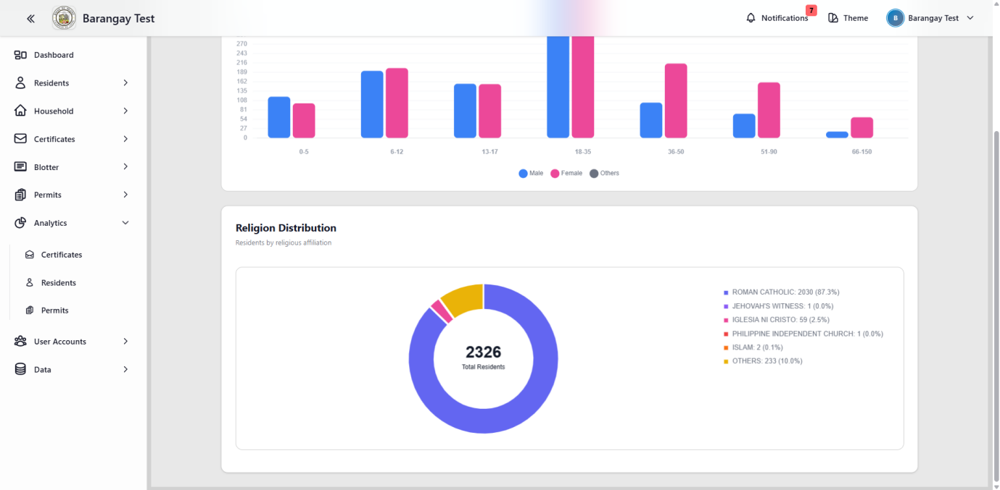 Barangay Test
Notifications
7
Theme
B
Barangay Test
Dashboard
Residents
Household
Certificates
Blotter
Permits
Analytics
Certificates
Residents
Permits
User Accounts
Data
270
243
216
189
162
135
108
81
54
27
0
0-5 6-12 13-17 18-35 36-50 51-90 66-150
Male Female Others
Religion Distribution
Residents by religious affiliation
2326
Total Residents
ROMAN CATHOLIC: 2030 (87.3%)
JEHOVAH'S WITNESS: 1 (0.0%)
IGLESIA NI CRISTO: 59 (2.5%)
PHILIPPINE INDEPENDENT CHURCH: 1 (0.0%)
ISLAM: 2 (0.1%)
OTHERS: 233 (10.0%)